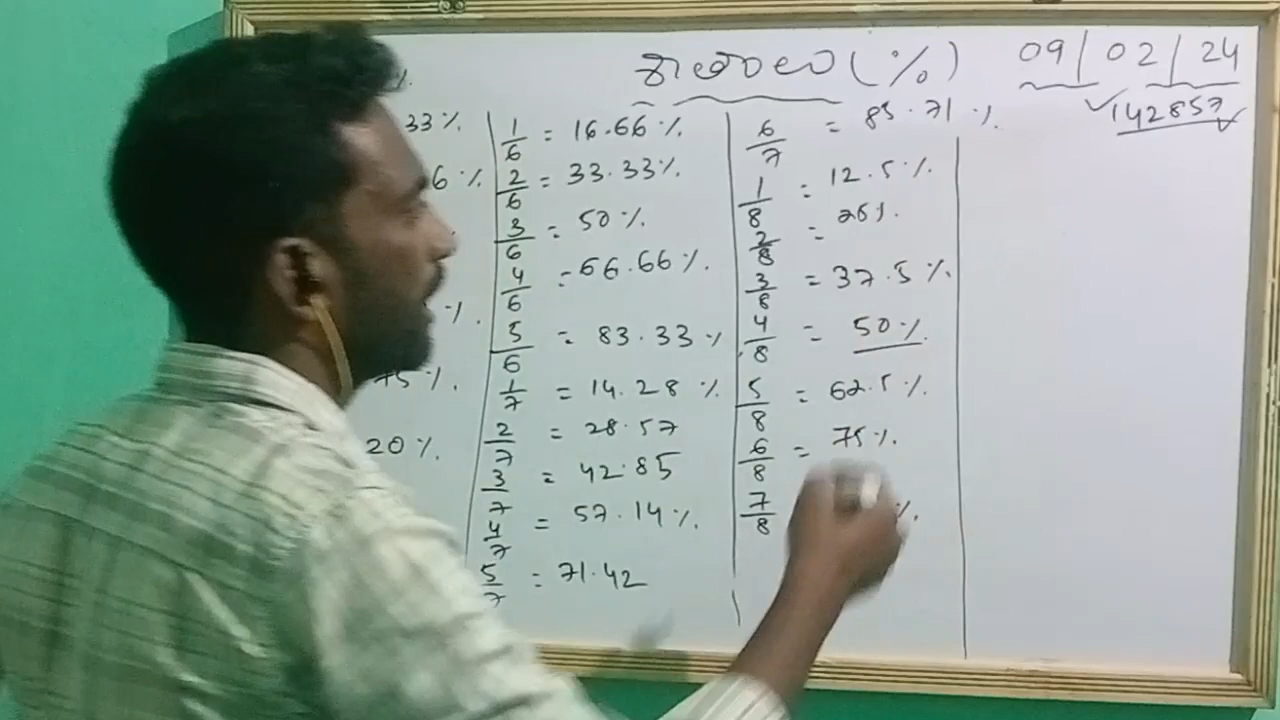 (%) 09/02/24
142857
33%
6%
75%.
20%.
1/6 = 16.66%.
2/6 = 33.33%.
3/6 = 50%.
4/6 = 66.66%.
5/6 = 83.33%
1/7 = 14.28%
2/7 = 28.57
3/7 = 42.85
4/7 = 57.14%.
5/7 = 71.42
6/7 = 85.71%.
1/8 = 12.5%.
2/8 = 25%.
3/8 = 37.5%.
4/8 = 50%.
5/8 = 62.5%.
6/8 = 75%.
7/8
%.